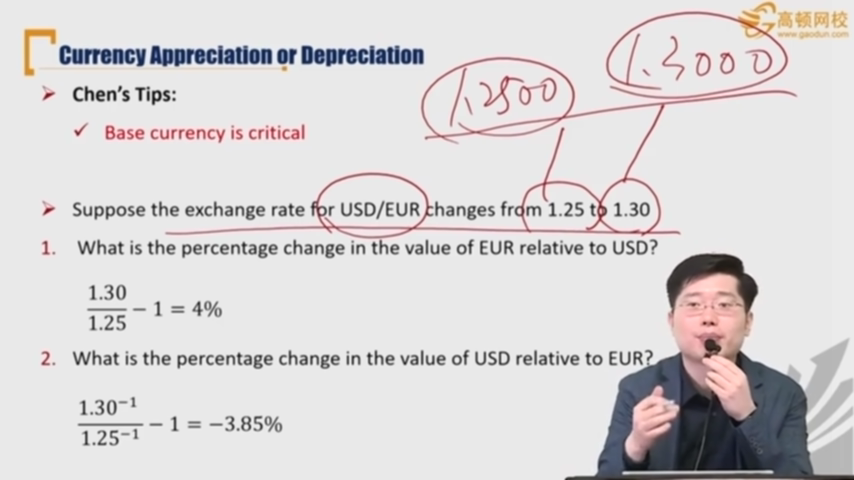 高顿网校
www.gaodun.com
Currency Appreciation or Depreciation
1.3000
1.2500
Chen's Tips:
Base currency is critical
Suppose the exchange rate for USD/EUR changes from 1.25 to 1.30
1. What is the percentage change in the value of EUR relative to USD?
1.30
1.25 − 1 = 4%
2. What is the percentage change in the value of USD relative to EUR?
1.30⁻¹
1.25⁻¹ − 1 = −3.85%